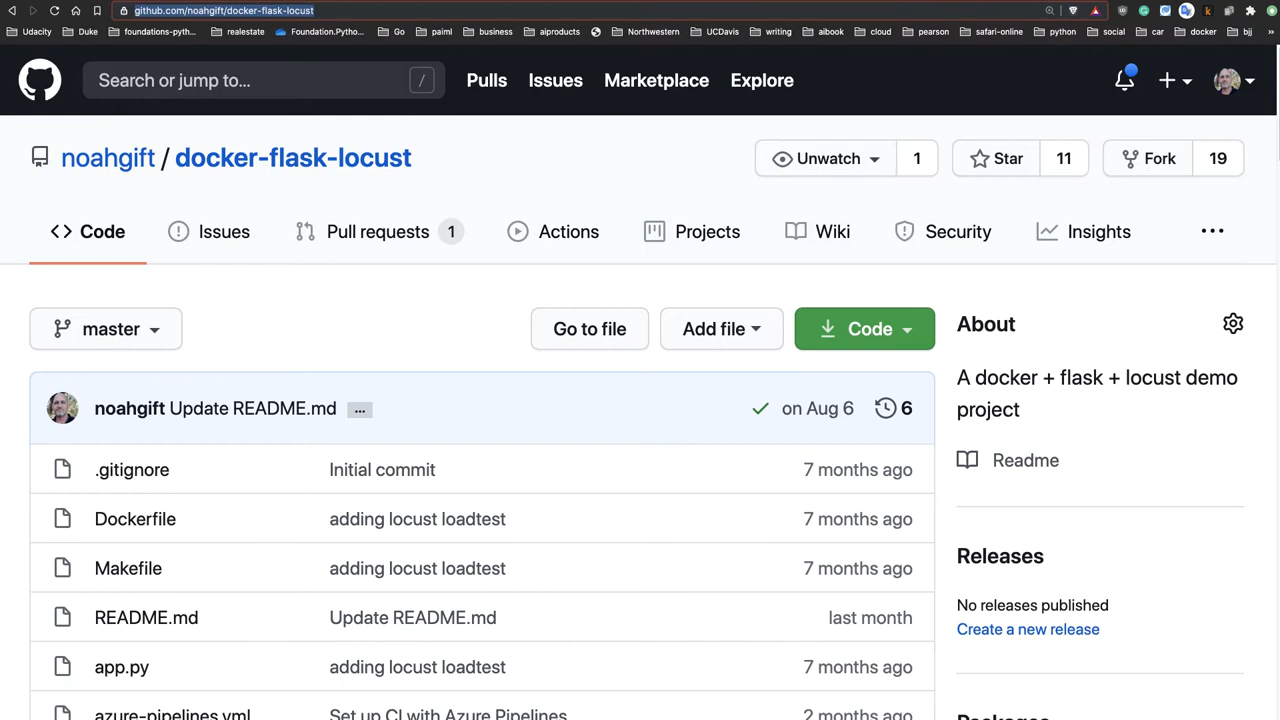 github.com/noahgift/docker-flask-locust
Udacity Duke foundations-pyth... realestate Foundation.Pytho... Go paiml business aiproducts Northwestern UCDavis writing aibook cloud pearson safari-online python social car docker bjj »
Search or jump to... / Pulls Issues Marketplace Explore
noahgift / docker-flask-locust Unwatch 1 Star 11 Fork 19
Code Issues Pull requests 1 Actions Projects Wiki Security Insights
master Go to file Add file Code
About
A docker + flask + locust demo
project
Readme
noahgift Update README.md ... on Aug 6 6
.gitignore Initial commit 7 months ago
Dockerfile adding locust loadtest 7 months ago
Makefile adding locust loadtest 7 months ago
README.md Update README.md last month
app.py adding locust loadtest 7 months ago
azure-pipelines.yml Set up CI with Azure Pipelines 2 months ago
Releases
No releases published
Create a new release
Packages